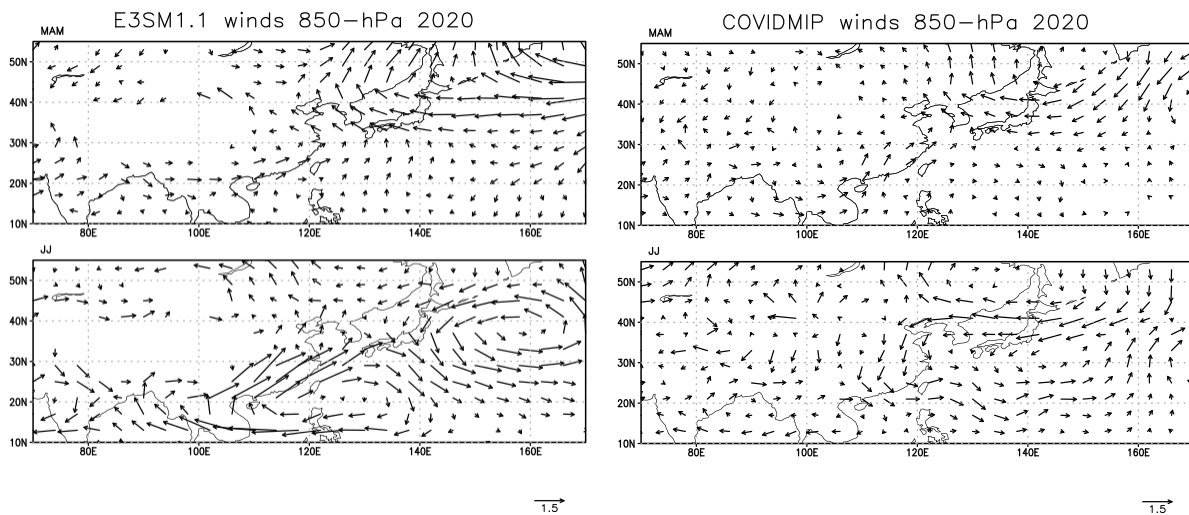 E3SM1.1 winds 850-hPa 2020
MAM
50N
40N
30N
20N
10N
80E 100E 120E 140E 160E
JJ
50N
40N
30N
20N
10N
80E 100E 120E 140E 160E
1.5
COVIDMIP winds 850-hPa 2020
MAM
50N
40N
30N
20N
10N
80E 100E 120E 140E 160E
JJ
50N
40N
30N
20N
10N
80E 100E 120E 140E 160E
1.5